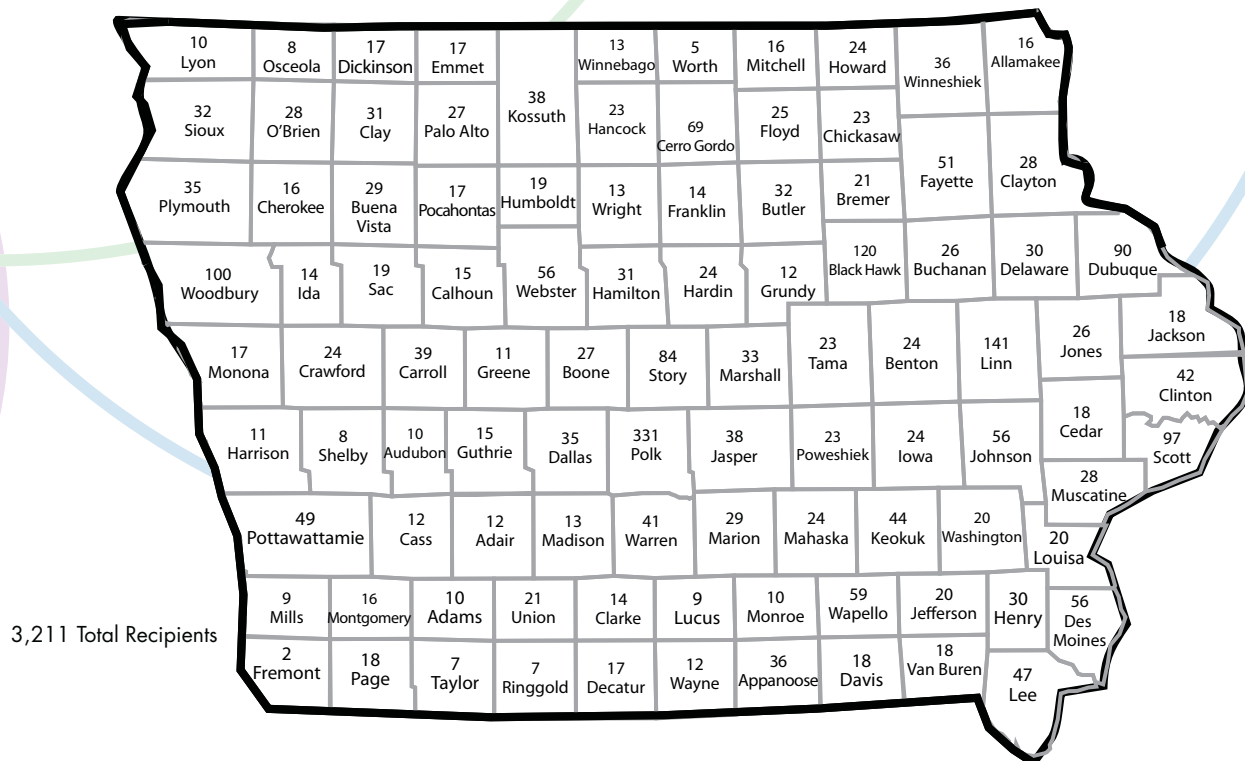 10
Lyon
8
Osceola
17
Dickinson
17
Emmet
38
Kossuth
13
Winnebago
5
Worth
16
Mitchell
24
Howard
36
Winneshiek
16
Allamakee
32
Sioux
28
O'Brien
31
Clay
27
Palo Alto
23
Hancock
69
Cerro Gordo
25
Floyd
23
Chickasaw
51
Fayette
28
Clayton
35
Plymouth
16
Cherokee
29
Buena
Vista
17
Pocahontas
19
Humboldt
13
Wright
14
Franklin
32
Butler
21
Bremer
100
Woodbury
14
Ida
19
Sac
15
Calhoun
56
Webster
31
Hamilton
24
Hardin
12
Grundy
120
Black Hawk
26
Buchanan
30
Delaware
90
Dubuque
17
Monona
24
Crawford
39
Carroll
11
Greene
27
Boone
84
Story
33
Marshall
23
Tama
24
Benton
141
Linn
26
Jones
18
Jackson
42
Clinton
11
Harrison
8
Shelby
10
Audubon
15
Guthrie
35
Dallas
331
Polk
38
Jasper
23
Poweshiek
24
Iowa
56
Johnson
18
Cedar
97
Scott
28
Muscatine
49
Pottawattamie
12
Cass
12
Adair
13
Madison
41
Warren
29
Marion
24
Mahaska
44
Keokuk
20
Washington
20
Louisa
9
Mills
16
Montgomery
10
Adams
21
Union
14
Clarke
9
Lucus
10
Monroe
59
Wapello
20
Jefferson
30
Henry
56
Des
Moines
3,211 Total Recipients
2
Fremont
18
Page
7
Taylor
7
Ringgold
17
Decatur
12
Wayne
36
Appanoose
18
Davis
18
Van Buren
47
Lee